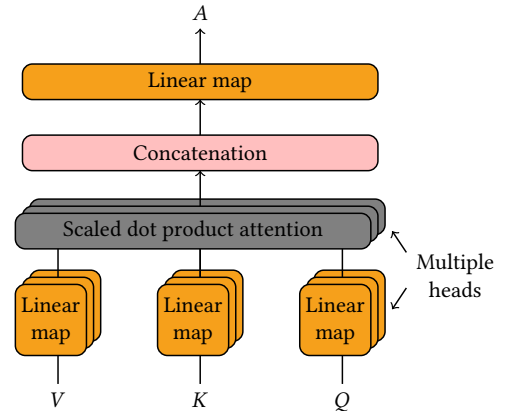 A
Linear map
Concatenation
Scaled dot product attention
Multiple
heads
Linear
map
Linear
map
Linear
map
V
K
Q